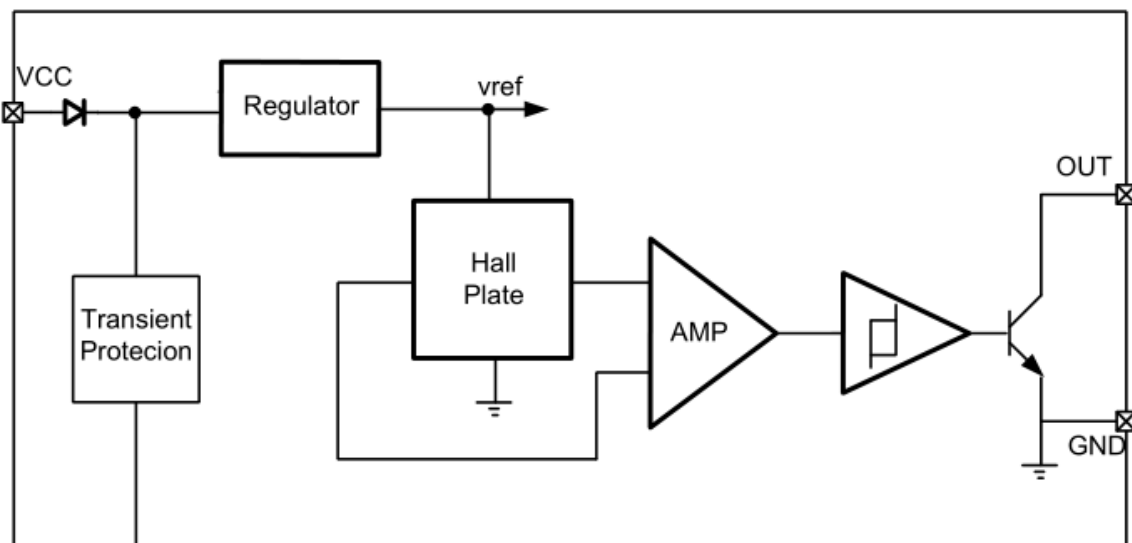 VCC
Regulator
vref
OUT
Hall
Plate
AMP
Transient
Protecion
GND